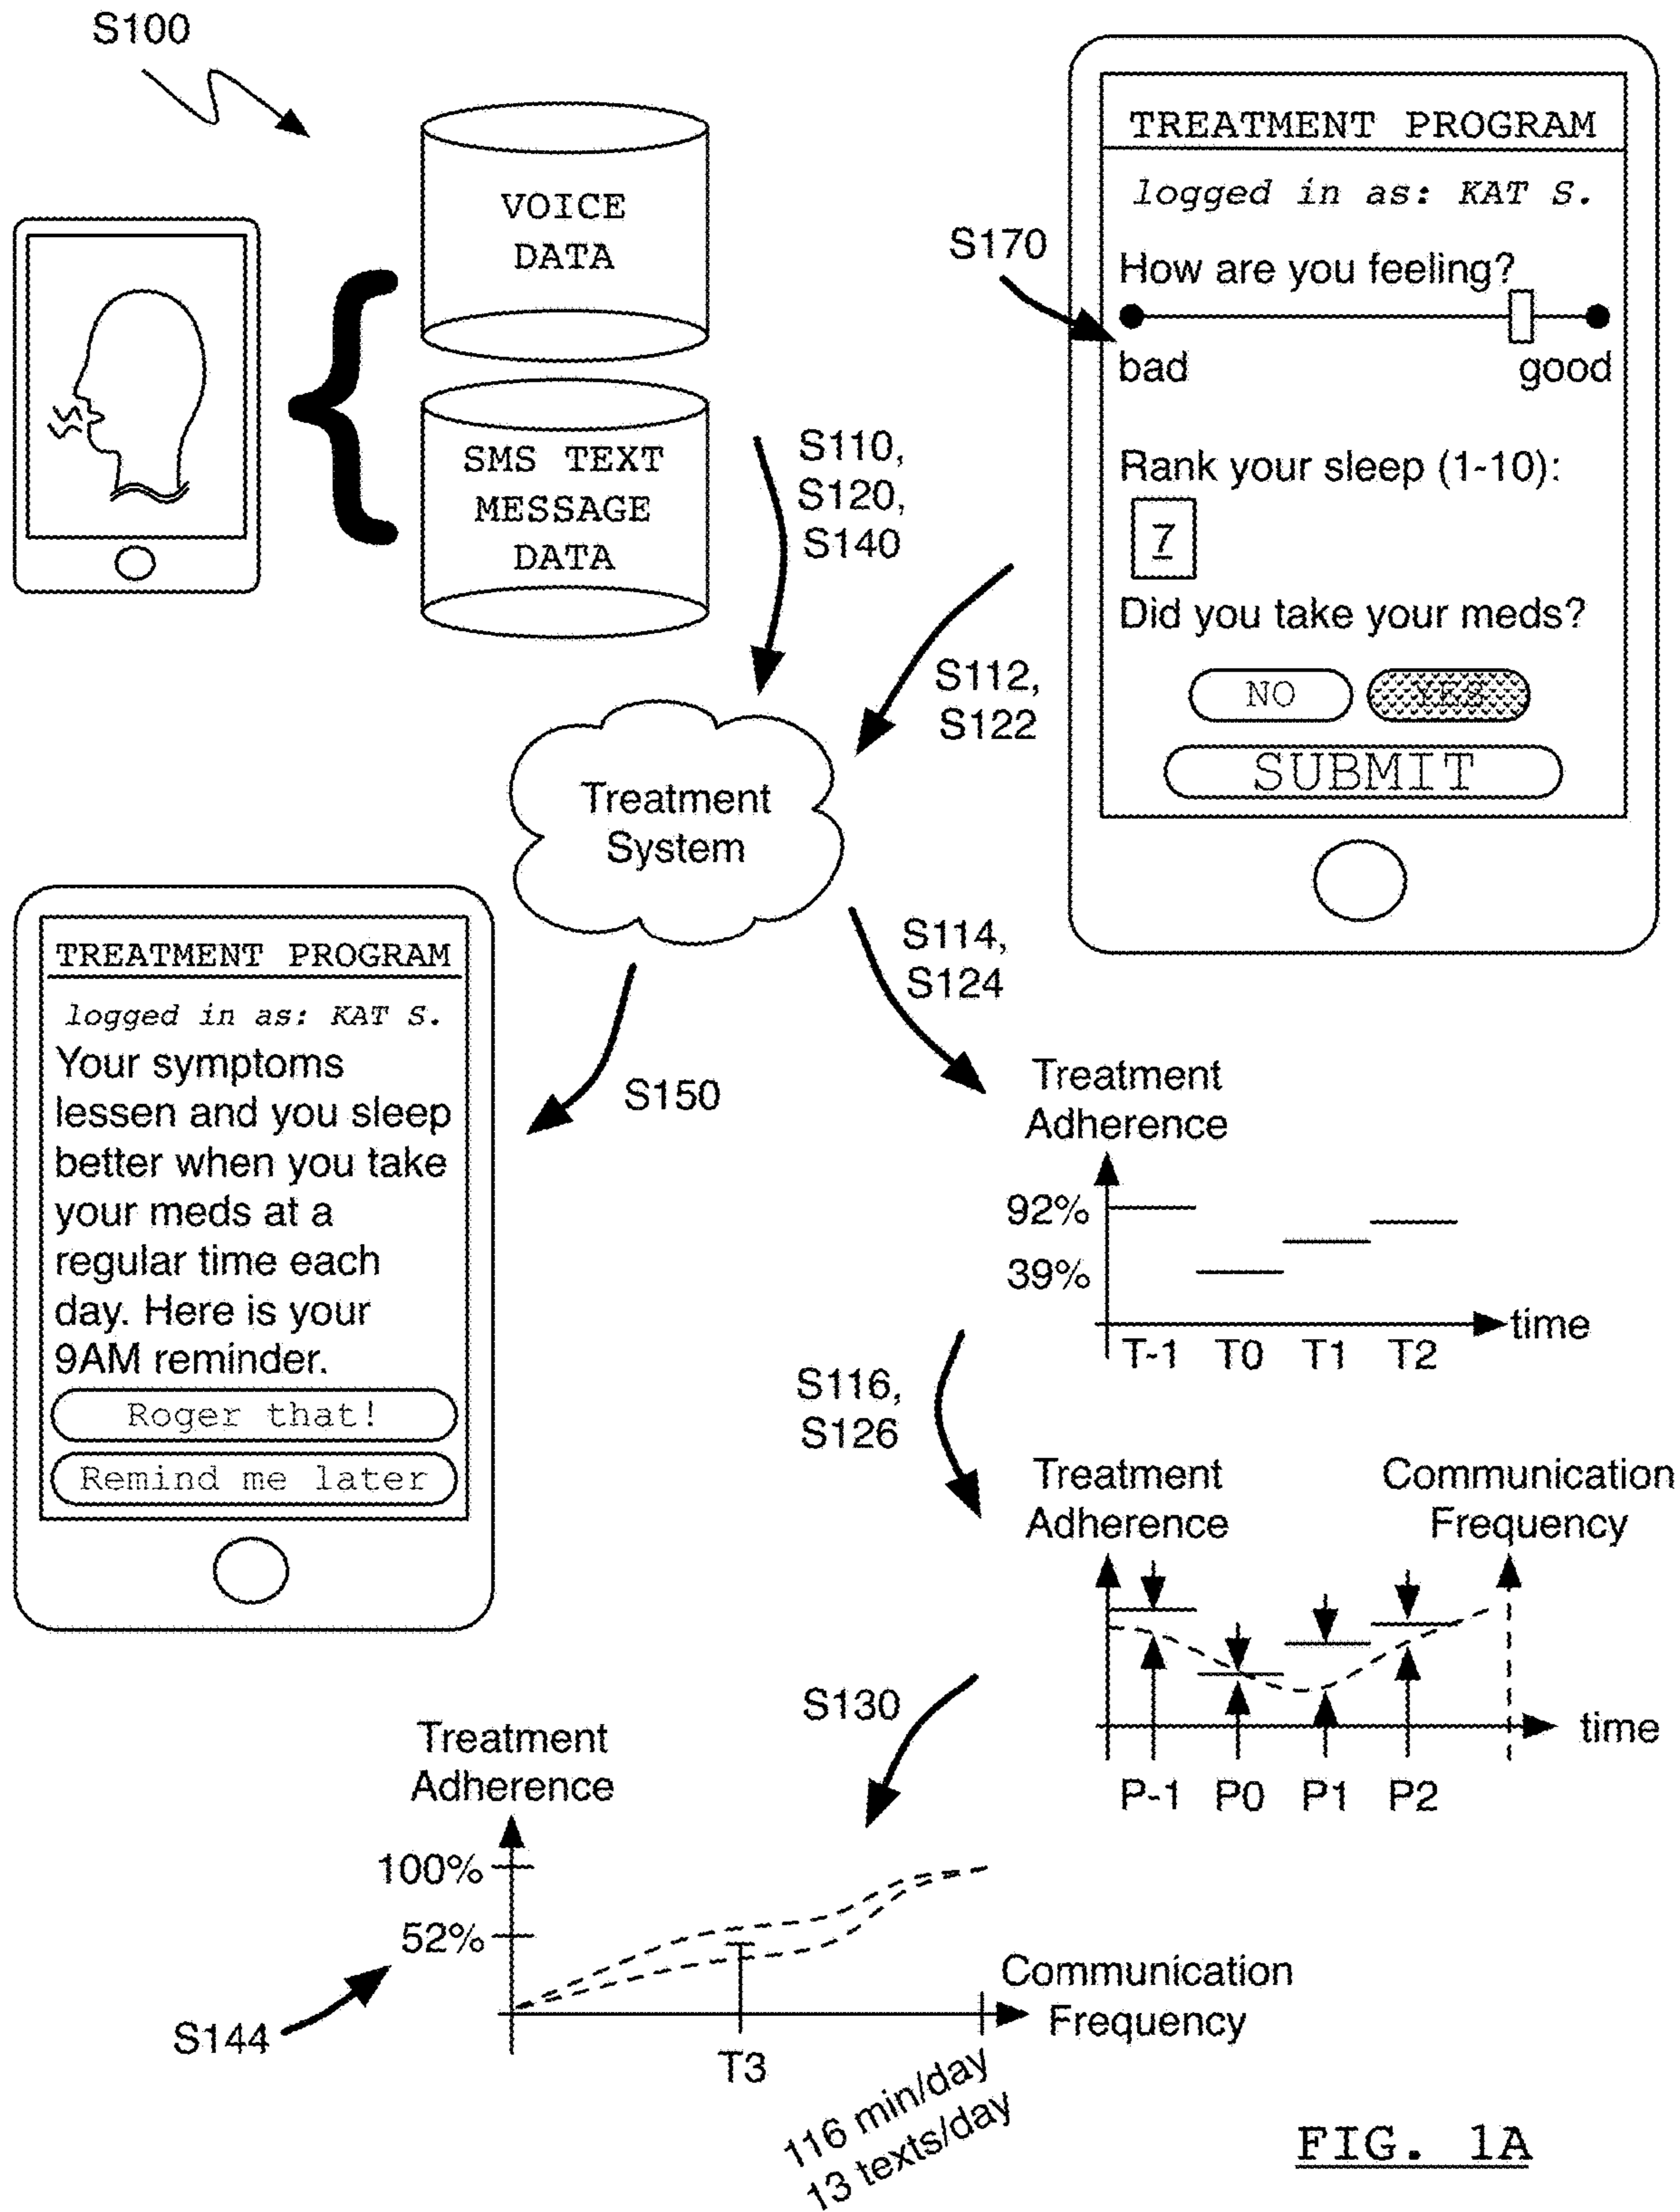 S100
VOICE
DATA
SMS TEXT
MESSAGE
DATA
S110,
S120,
S140
S170
TREATMENT PROGRAM
logged in as: KAT S.
How are you feeling?
bad
good
Rank your sleep (1-10):
7
Did you take your meds?
NO
YES
SUBMIT
S112,
S122
Treatment
System
S114,
S124
S150
TREATMENT PROGRAM
logged in as: KAT S.
Your symptoms
lessen and you sleep
better when you take
your meds at a
regular time each
day. Here is your
9AM reminder.
Roger that!
Remind me later
Treatment
Adherence
92%
39%
time
T-1 T0 T1 T2
S116,
S126
Treatment
Adherence
Communication
Frequency
time
P-1 P0 P1 P2
S130
Treatment
Adherence
100%
52%
Communication
Frequency
S144
T3
116 min/day
13 texts/day
FIG. 1A